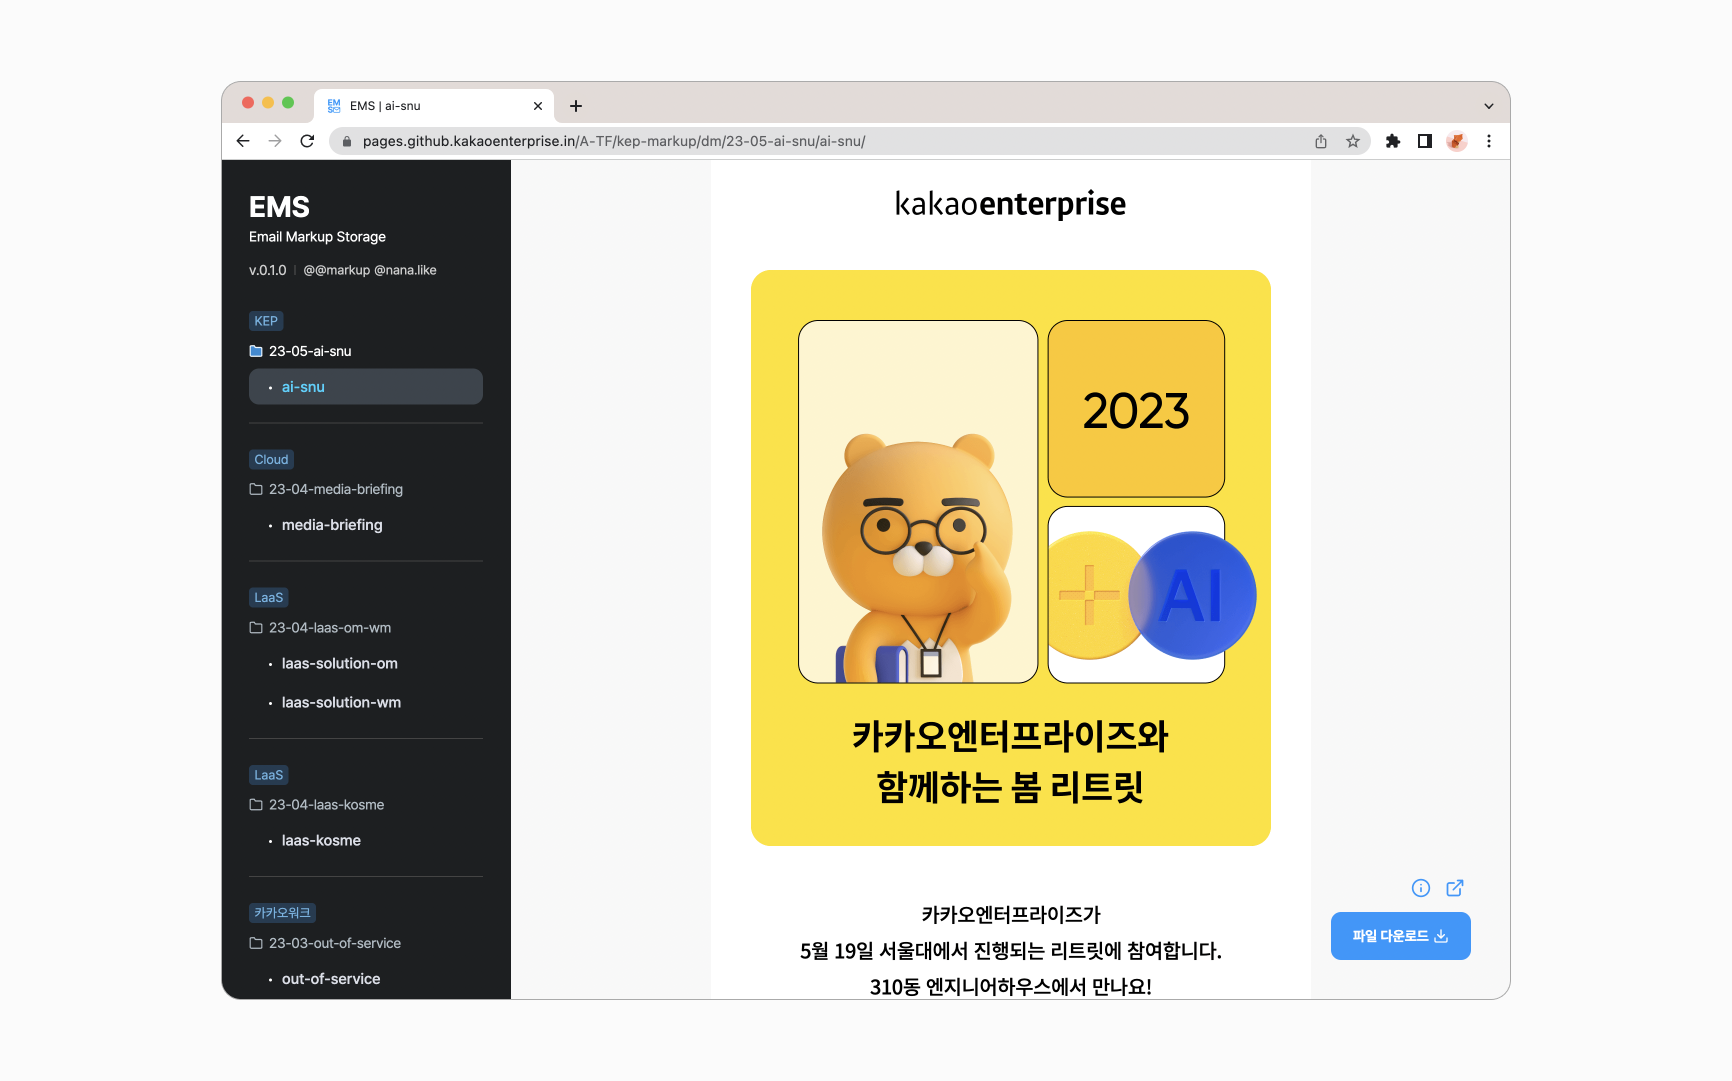 EMS | ai-snu
pages.github.kakaoenterprise.in/A-TF/kep-markup/dm/23-05-ai-snu/ai-snu/
EMS
Email Markup Storage
v.0.1.0 | @@markup @nana.like
KEP
23-05-ai-snu
ai-snu
Cloud
23-04-media-briefing
media-briefing
LaaS
23-04-laas-om-wm
laas-solution-om
laas-solution-wm
LaaS
23-04-laas-kosme
laas-kosme
카카오워크
23-03-out-of-service
out-of-service
kakaoenterprise
2023
AI
카카오엔터프라이즈와
함께하는 봄 리트릿
카카오엔터프라이즈가
5월 19일 서울대에서 진행되는 리트릿에 참여합니다.
310동 엔지니어하우스에서 만나요!
파일 다운로드